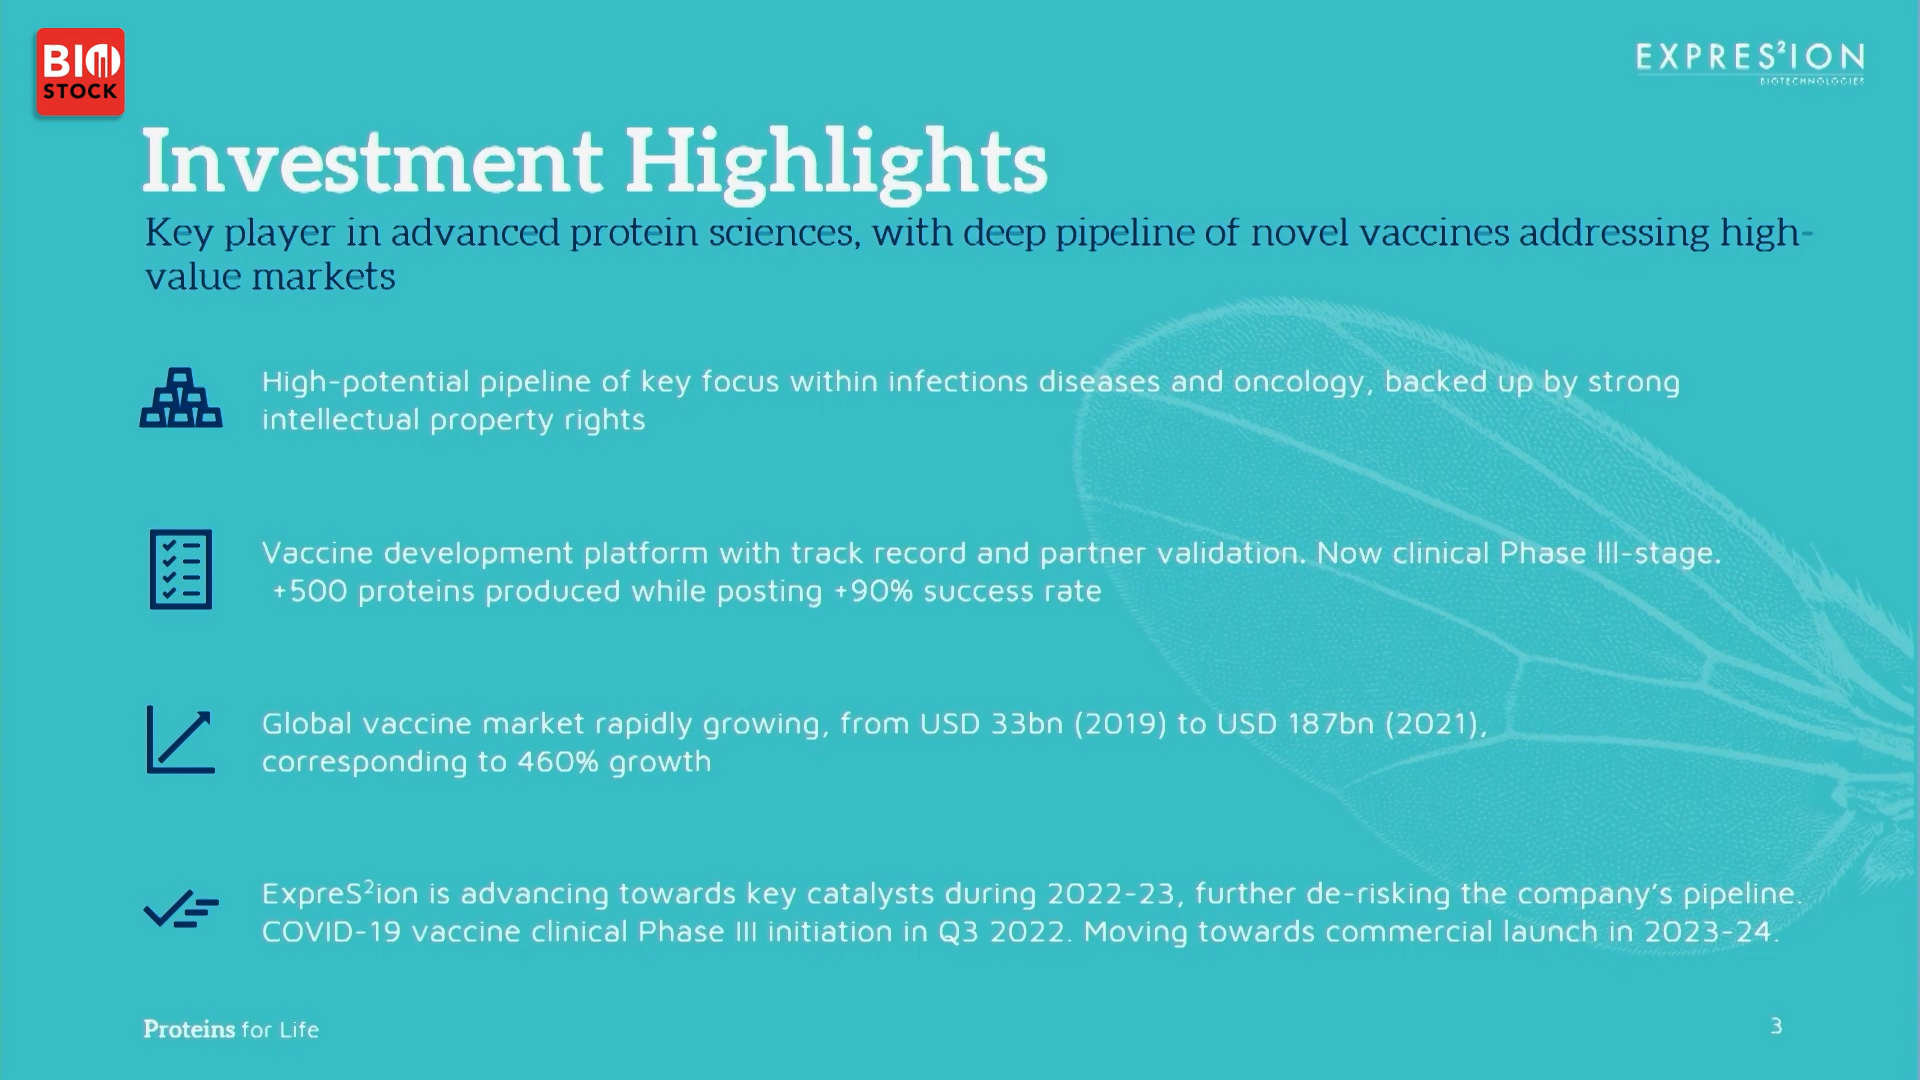 BIO
STOCK
EXPRES²ION
BIOTECHNOLOGIES
Investment Highlights
Key player in advanced protein sciences, with deep pipeline of novel vaccines addressing high-
value markets
High-potential pipeline of key focus within infections diseases and oncology, backed up by strong
intellectual property rights
Vaccine development platform with track record and partner validation. Now clinical Phase III-stage.
+500 proteins produced while posting +90% success rate
Global vaccine market rapidly growing, from USD 33bn (2019) to USD 187bn (2021),
corresponding to 460% growth
ExpreS²ion is advancing towards key catalysts during 2022-23, further de-risking the company's pipeline.
COVID-19 vaccine clinical Phase III initiation in Q3 2022. Moving towards commercial launch in 2023-24.
Proteins for Life
3